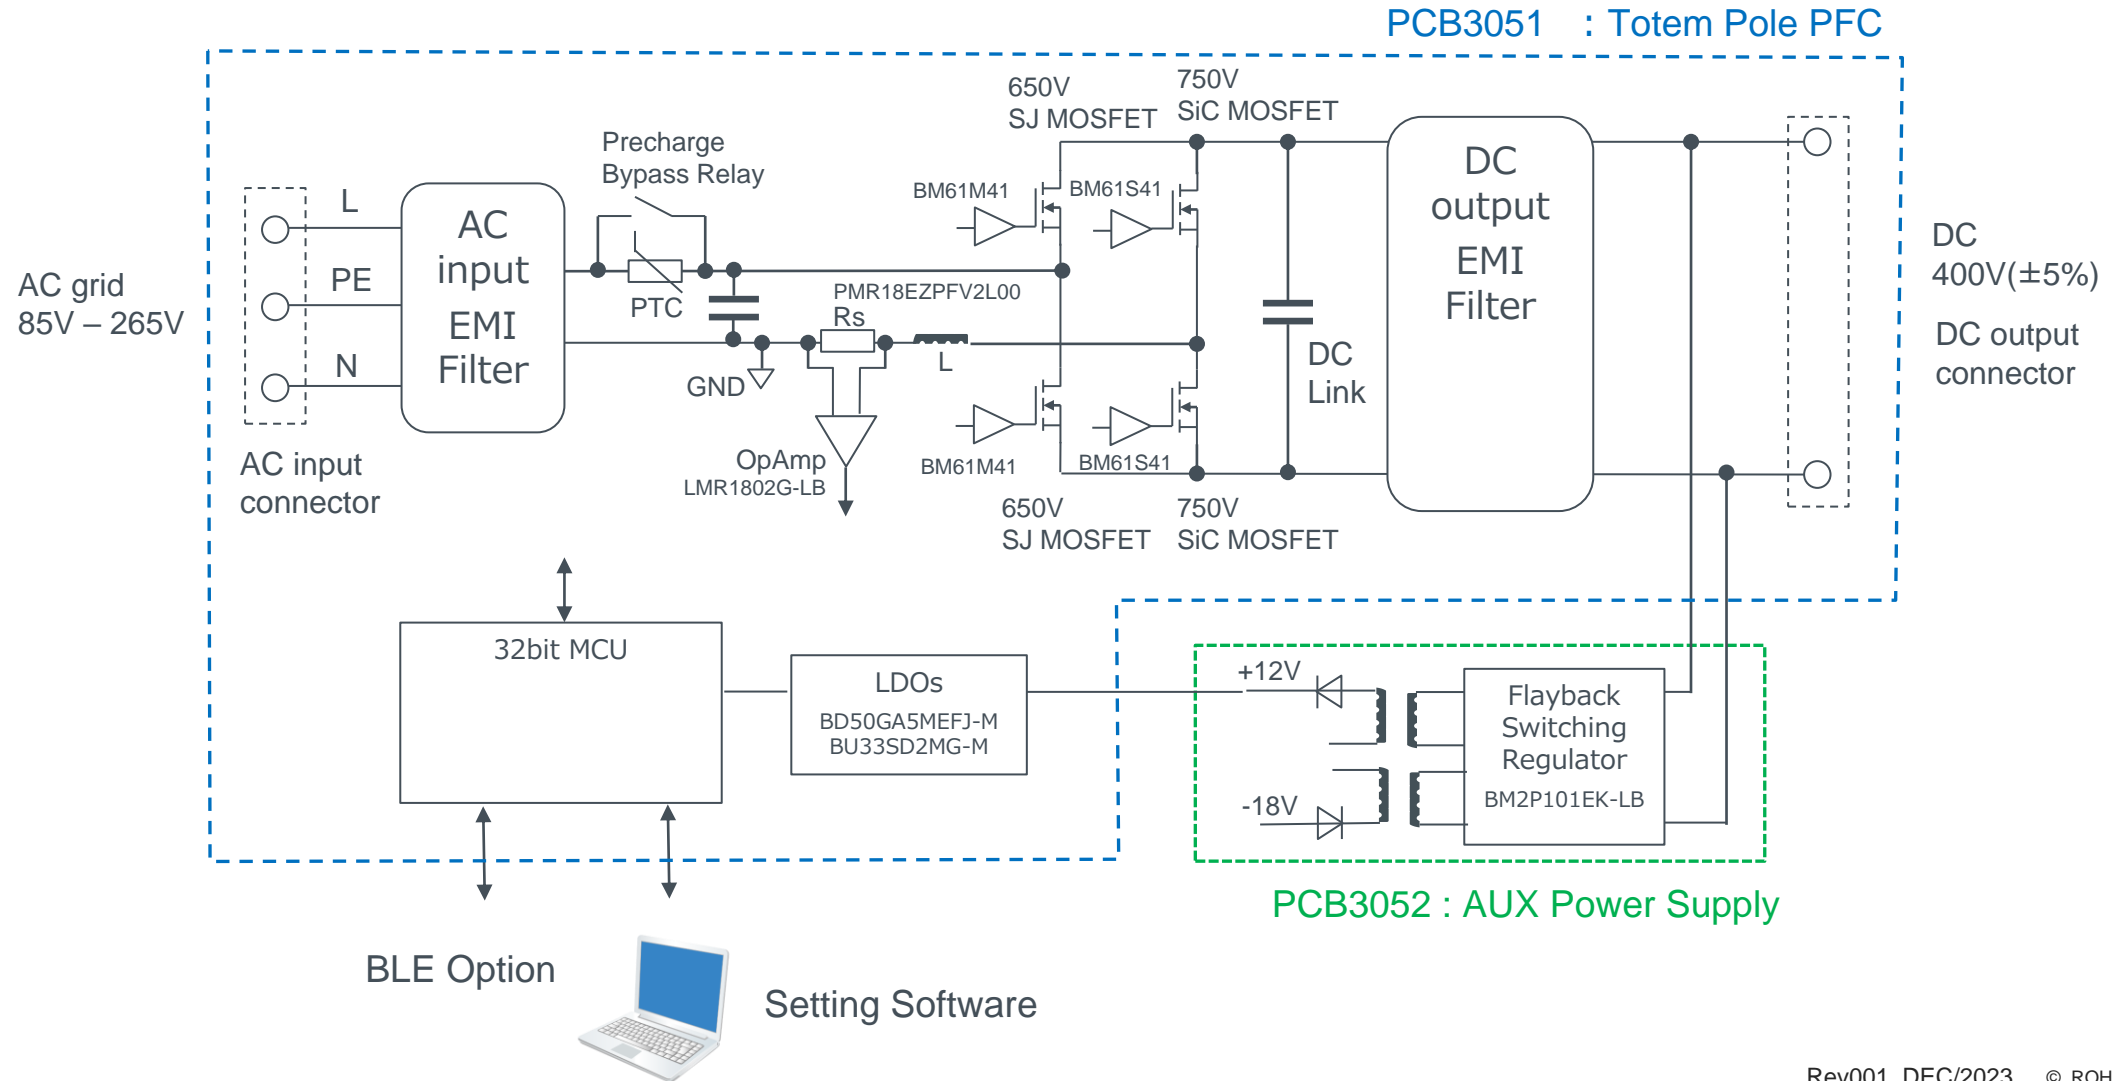 PCB3051 : Totem Pole PFC
650V
SJ MOSFET
750V
SiC MOSFET
Precharge
Bypass Relay
BM61M41
BM61S41
L
PE
N
AC grid
85V – 265V
AC
input
EMI
Filter
PTC
PMR18EZPFV2L00
Rs
L
GND
DC
Link
DC
output
EMI
Filter
DC
400V(±5%)
DC output
connector
AC input
connector
OpAmp
LMR1802G-LB
BM61M41
BM61S41
650V
SJ MOSFET
750V
SiC MOSFET
32bit MCU
LDOs
BD50GA5MEFJ-M
BU33SD2MG-M
+12V
-18V
Flayback
Switching
Regulator
BM2P101EK-LB
PCB3052 : AUX Power Supply
BLE Option
Setting Software
Rev001 DEC/2023 © ROH